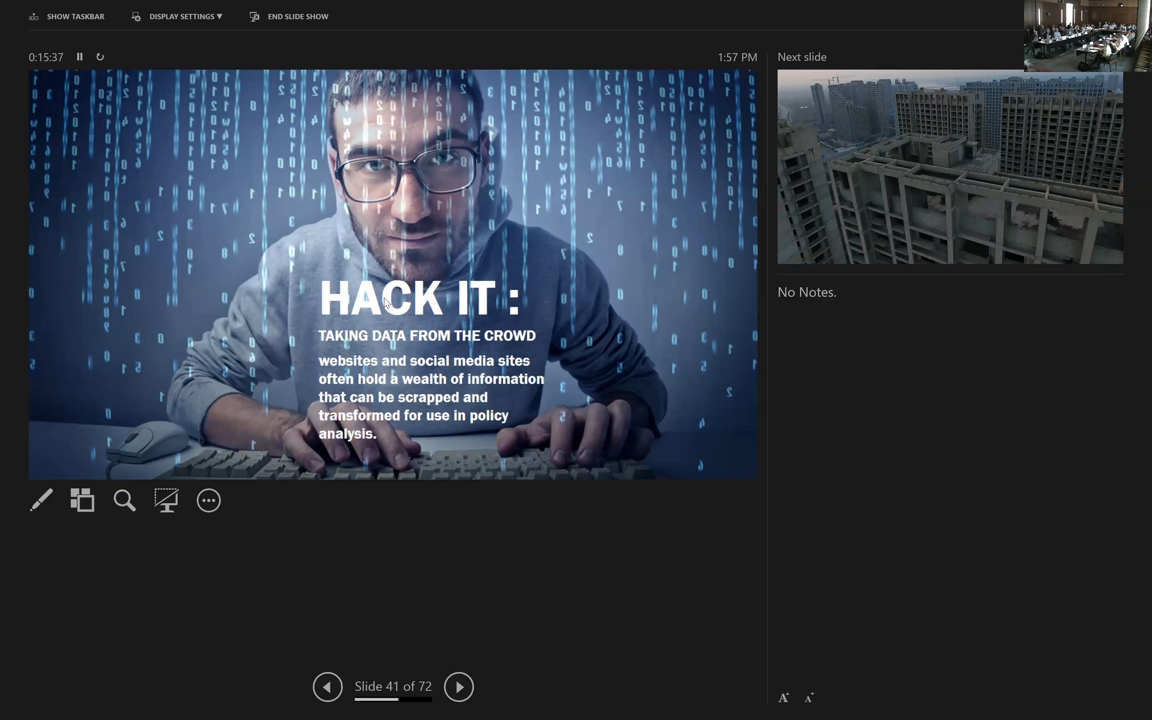 SHOW TASKBAR
DISPLAY SETTINGS ▼
END SLIDE SHOW
0:15:37
1:57 PM
HACK IT :
TAKING DATA FROM THE CROWD
websites and social media sites
often hold a wealth of information
that can be scrapped and
transformed for use in policy
analysis.
Slide 41 of 72
Next slide
No Notes.
A
A